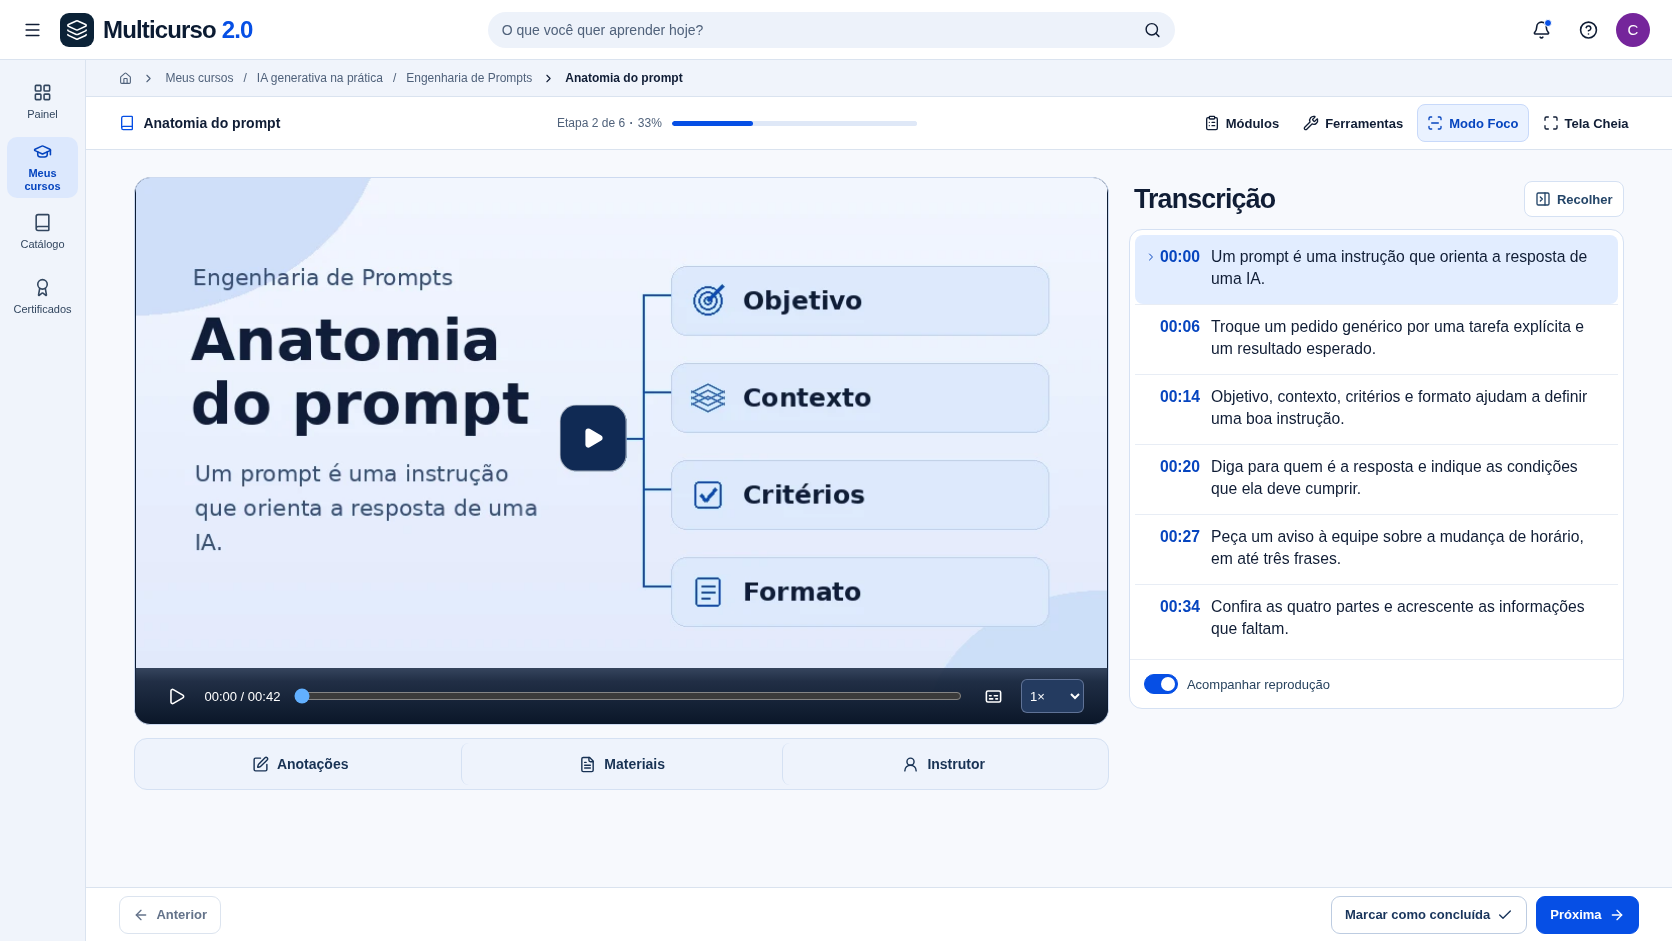 Multicurso 2.0
O que você quer aprender hoje?
C
Painel
Meus
cursos
Catálogo
Certificados
Meus cursos / IA generativa na prática / Engenharia de Prompts > Anatomia do prompt
Anatomia do prompt
Etapa 2 de 6 · 33%
Módulos
Ferramentas
Modo Foco
Tela Cheia
Engenharia de Prompts
Anatomia
do prompt
Um prompt é uma instrução
que orienta a resposta de uma
IA.
Objetivo
Contexto
Critérios
Formato
00:00 / 00:42
1×
Anotações
Materiais
Instrutor
Transcrição
Recolher
00:00 Um prompt é uma instrução que orienta a resposta de
uma IA.
00:06 Troque um pedido genérico por uma tarefa explícita e
um resultado esperado.
00:14 Objetivo, contexto, critérios e formato ajudam a definir
uma boa instrução.
00:20 Diga para quem é a resposta e indique as condições
que ela deve cumprir.
00:27 Peça um aviso à equipe sobre a mudança de horário,
em até três frases.
00:34 Confira as quatro partes e acrescente as informações
que faltam.
Acompanhar reprodução
Anterior
Marcar como concluída
Próxima